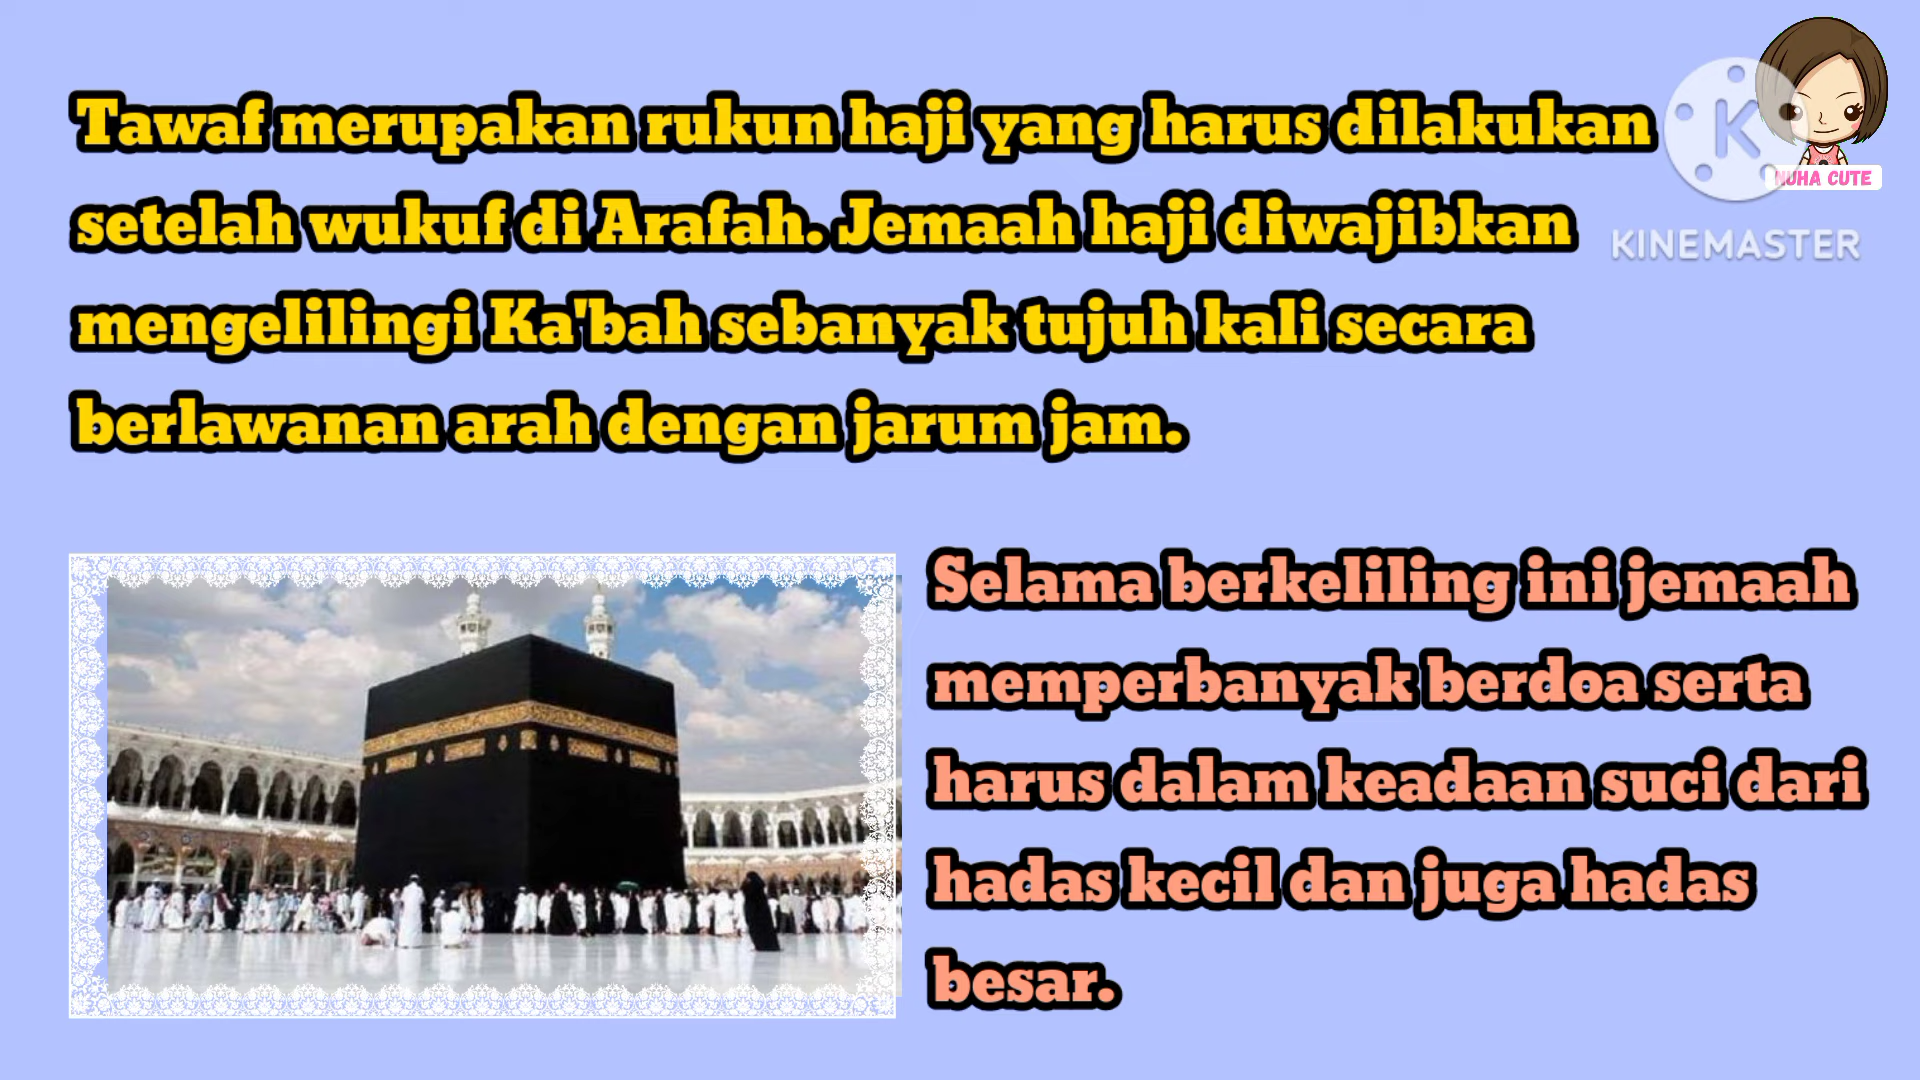 Tawaf merupakan rukun haji yang harus dilakukan
setelah wukuf di Arafah. Jemaah haji diwajibkan
mengelilingi Ka'bah sebanyak tujuh kali secara
berlawanan arah dengan jarum jam.
K
NUHA CUTE
KINEMASTER
Selama berkeliling ini jemaah
memperbanyak berdoa serta
harus dalam keadaan suci dari
hadas kecil dan juga hadas
besar.